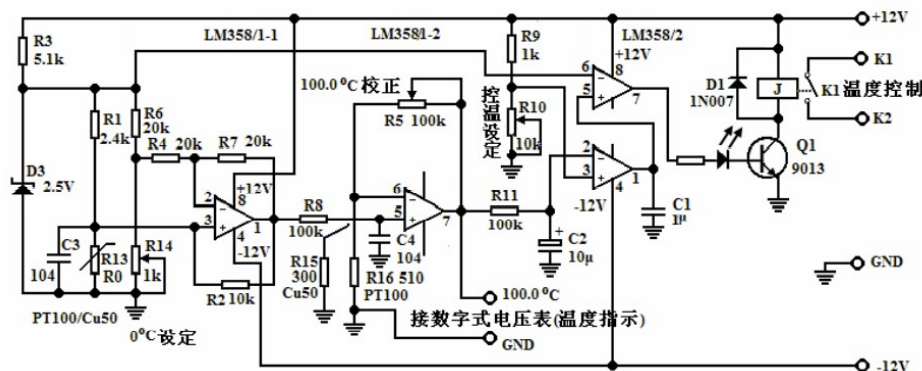 +12V
R3
5.1k
LM358/1-1
LM358/1-2
LM358/2
R9
1k
+12V
8
6
5
7
D1
1N007
J
K1
K1温度控制
K2
100.0°C 校正
R5 100k
控温设定
R10
10k
R1
2.4k
R6
20k
R4 20k
R7 20k
D3
2.5V
2
3
8
+12V
1
4
-12V
R8
100k
6
5
7
R11
100k
2
3
1
4
-12V
Q1
9013
C1
1μ
C3
104
R13
R0
R14
1k
R2 10k
R15
300
Cu50
C4
104
R16 510
PT100
+
C2
10μ
GND
PT100/Cu50
0°C 设定
100.0°C
接数字式电压表(温度指示)
GND
-12V